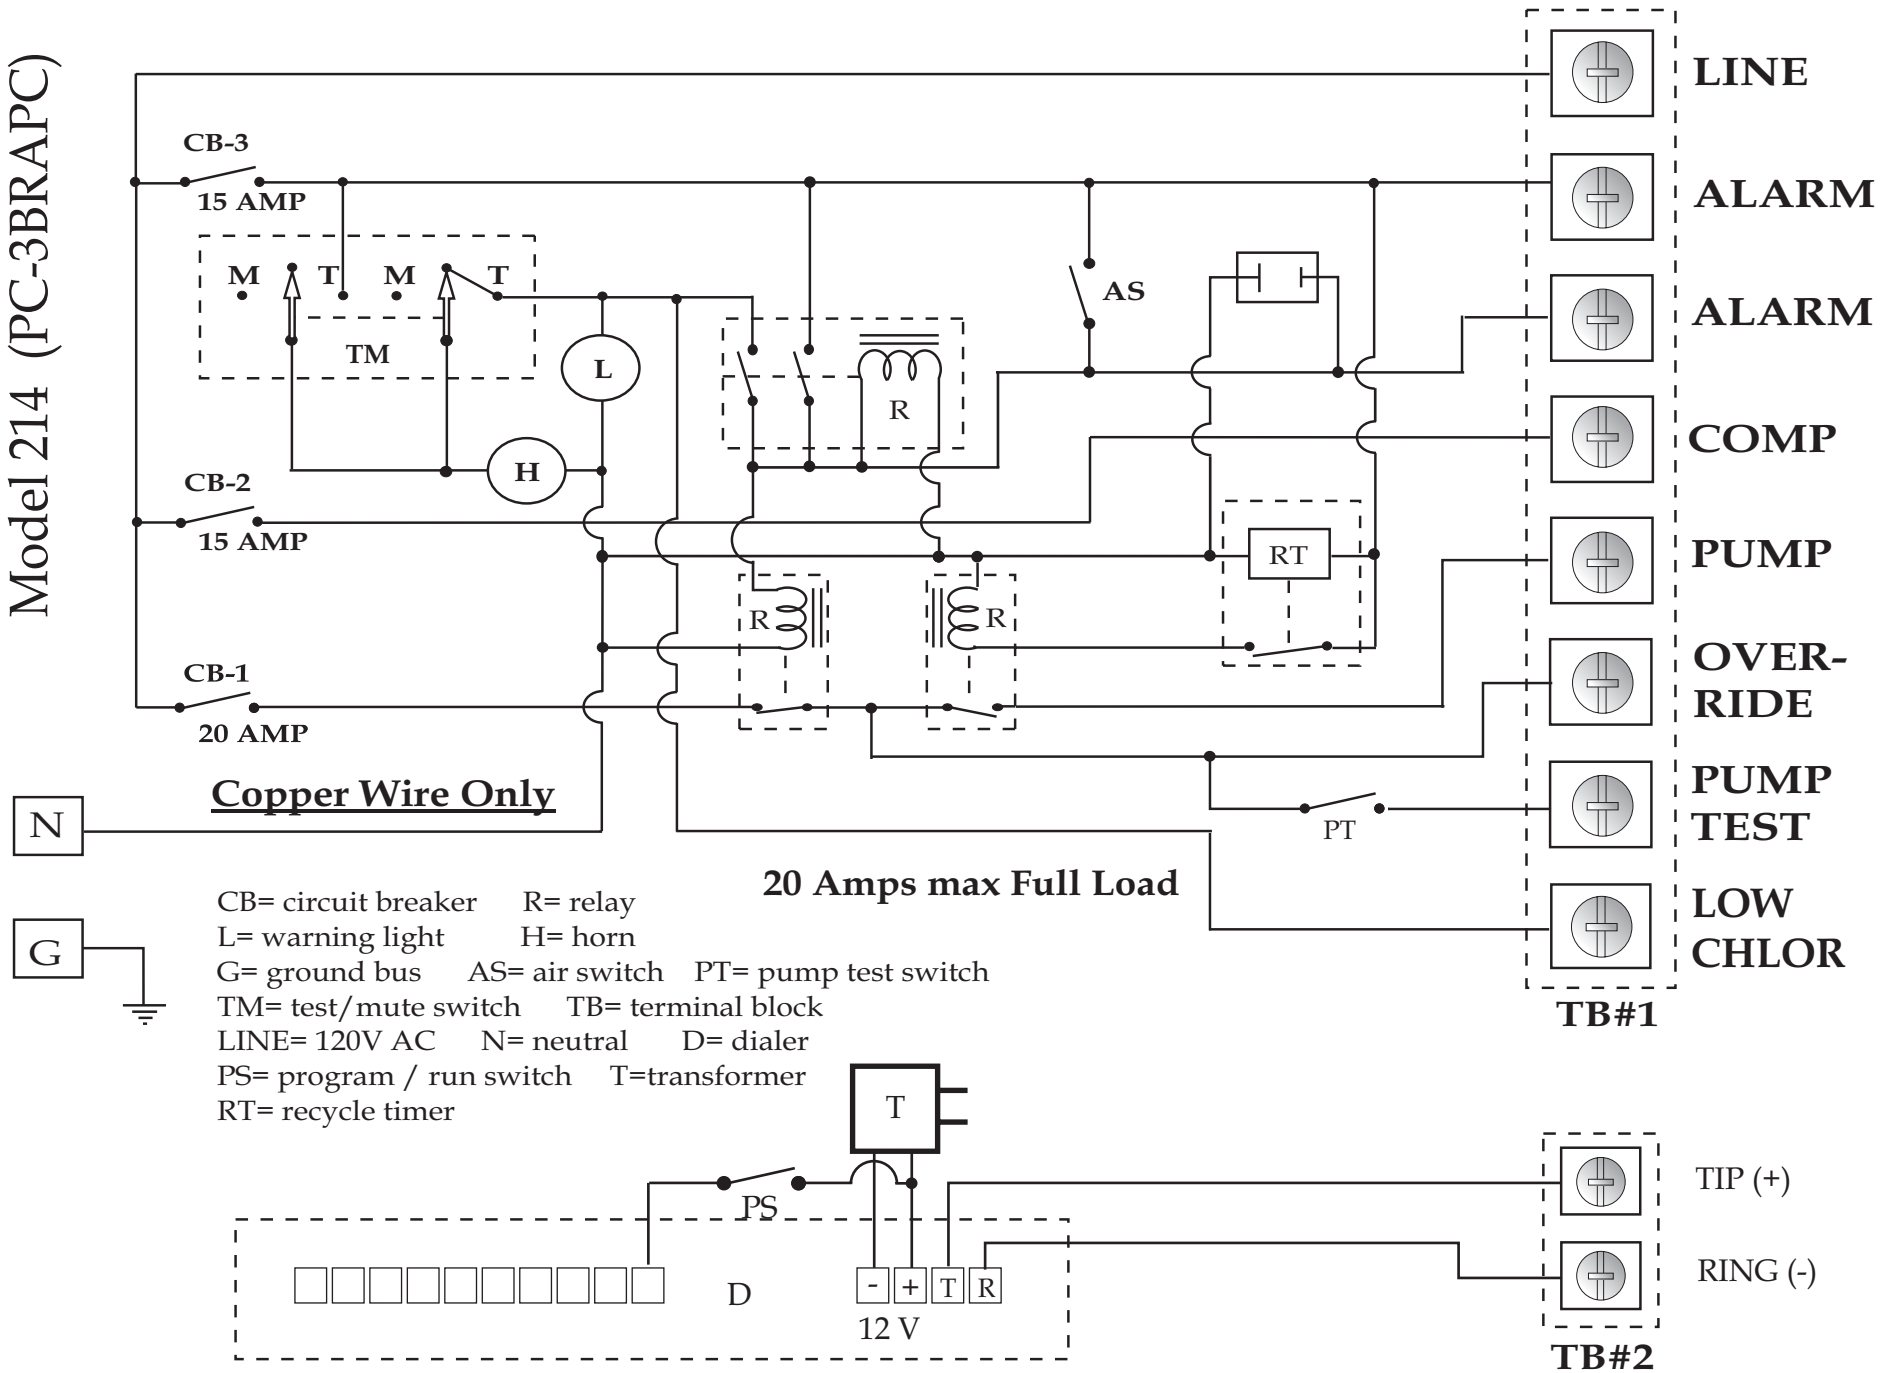 Model 214 (PC-3BRAPC)
LINE
CB-3
15 AMP
ALARM
M T M T
TM
AS
ALARM
L
R
COMP
H
CB-2
15 AMP
RT
PUMP
R R
CB-1
20 AMP
OVER-
RIDE
Copper Wire Only
N
PT
PUMP
TEST
20 Amps max Full Load
LOW
CHLOR
G
TB#1
CB= circuit breaker R= relay
L= warning light H= horn
G= ground bus AS= air switch PT= pump test switch
TM= test/mute switch TB= terminal block
LINE= 120V AC N= neutral D= dialer
PS= program / run switch T=transformer
RT= recycle timer
T
PS
TIP (+)
D
- + T R
12 V
RING (-)
TB#2